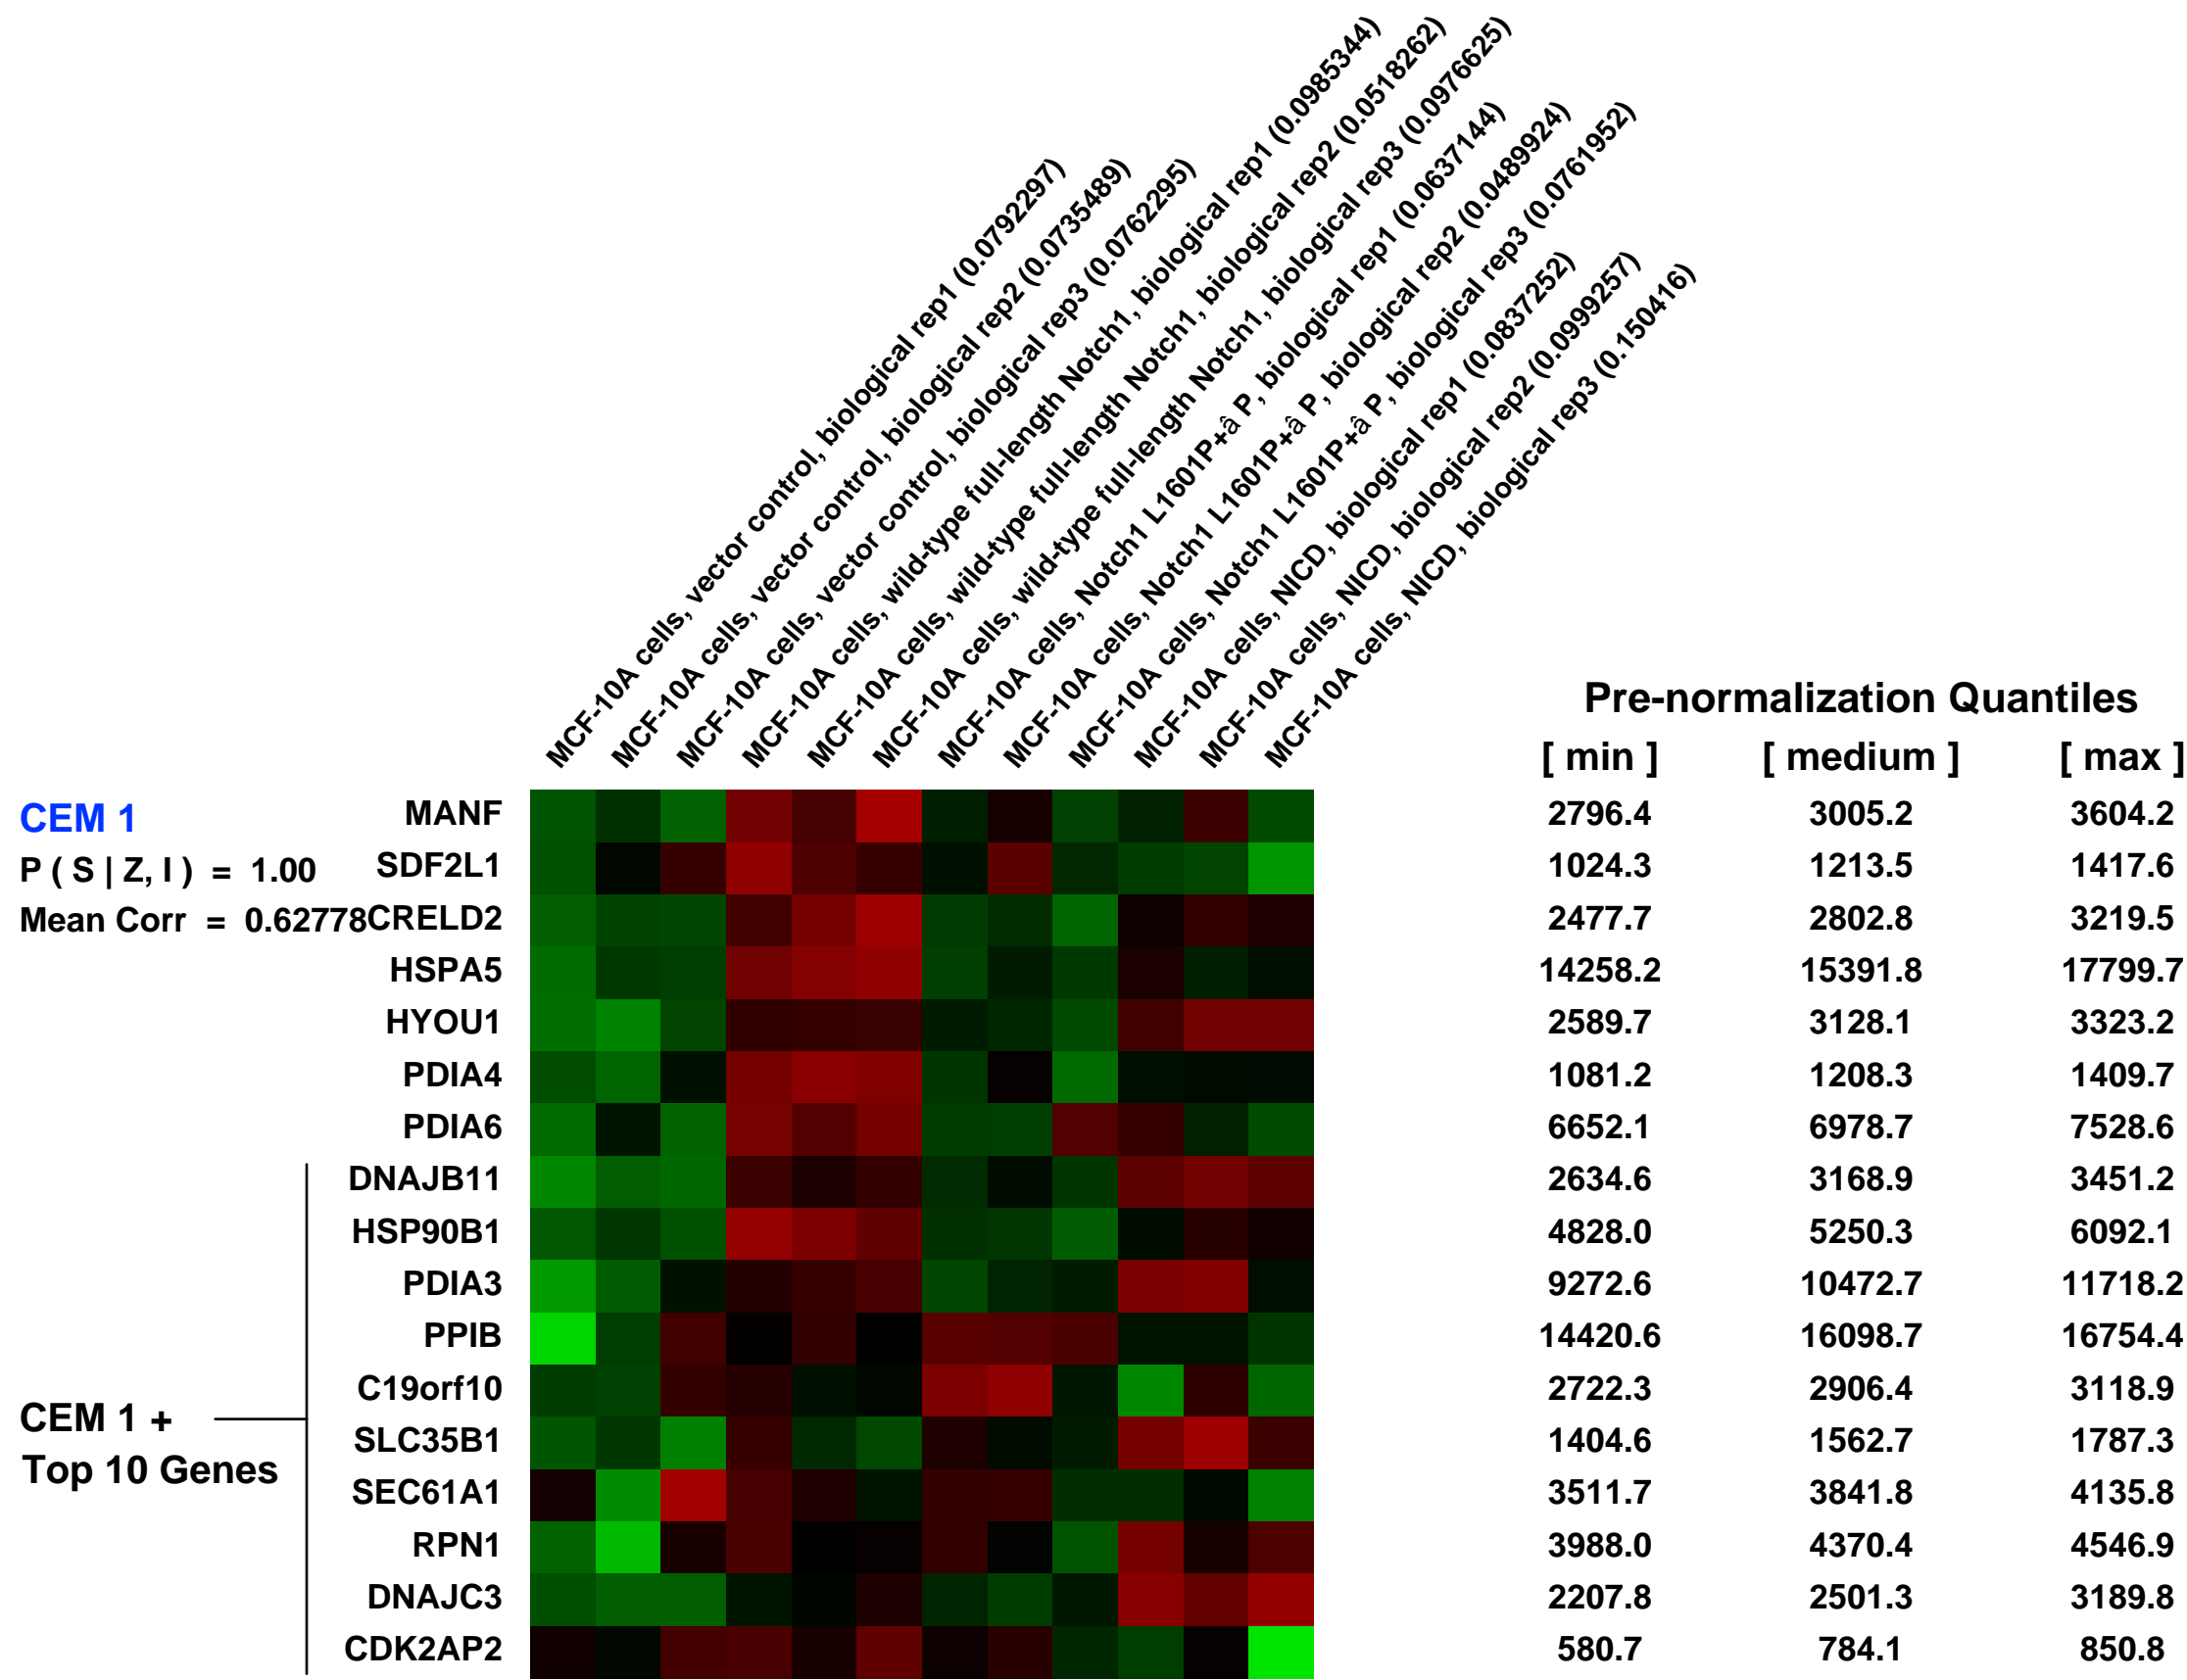 MCF-10A cells, vector control, biological rep1 (0.0792297)
MCF-10A cells, vector control, biological rep2 (0.0735489)
MCF-10A cells, vector control, biological rep3 (0.0762295)
MCF-10A cells, wild-type full-length Notch1, biological rep1 (0.0985344)
MCF-10A cells, wild-type full-length Notch1, biological rep2 (0.0518262)
MCF-10A cells, wild-type full-length Notch1, biological rep3 (0.0976625)
MCF-10A cells, Notch1 L1601P+â P, biological rep1 (0.0637144)
MCF-10A cells, Notch1 L1601P+â P, biological rep2 (0.0489924)
MCF-10A cells, Notch1 L1601P+â P, biological rep3 (0.0761952)
MCF-10A cells, NICD, biological rep1 (0.0837252)
MCF-10A cells, NICD, biological rep2 (0.0999257)
MCF-10A cells, NICD, biological rep3 (0.150416)
Pre-normalization Quantiles
[ min ] [ medium ] [ max ]
CEM 1 MANF 2796.4 3005.2 3604.2
P ( S | Z, I ) = 1.00 SDF2L1 1024.3 1213.5 1417.6
Mean Corr = 0.62778 CRELD2 2477.7 2802.8 3219.5
HSPA5 14258.2 15391.8 17799.7
HYOU1 2589.7 3128.1 3323.2
PDIA4 1081.2 1208.3 1409.7
PDIA6 6652.1 6978.7 7528.6
DNAJB11 2634.6 3168.9 3451.2
HSP90B1 4828.0 5250.3 6092.1
PDIA3 9272.6 10472.7 11718.2
PPIB 14420.6 16098.7 16754.4
C19orf10 2722.3 2906.4 3118.9
CEM 1 +
SLC35B1 1404.6 1562.7 1787.3
Top 10 Genes
SEC61A1 3511.7 3841.8 4135.8
RPN1 3988.0 4370.4 4546.9
DNAJC3 2207.8 2501.3 3189.8
CDK2AP2 580.7 784.1 850.8